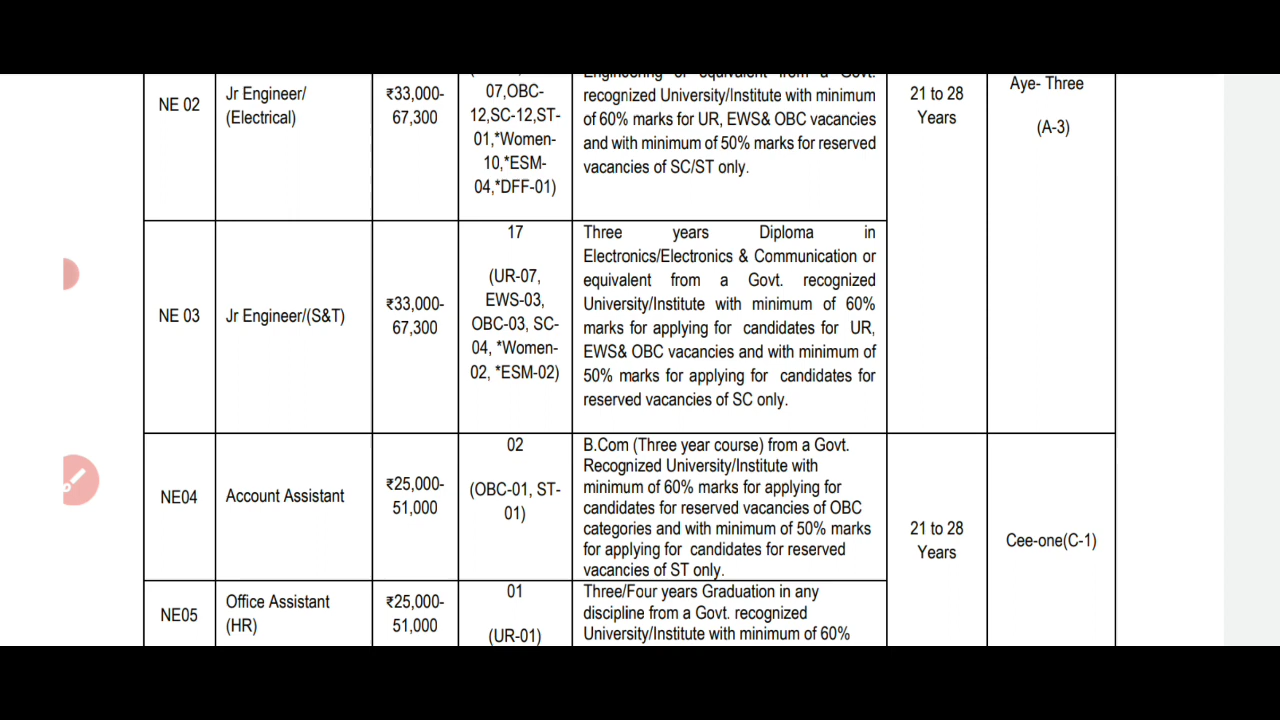 NE 02
Jr Engineer/
(Electrical)
₹33,000-
67,300
07,OBC-
12,SC-12,ST-
01,*Women-
10,*ESM-
04,*DFF-01)
Engineering or equivalent from a Govt.
recognized University/Institute with minimum
of 60% marks for UR, EWS& OBC vacancies
and with minimum of 50% marks for reserved
vacancies of SC/ST only.
21 to 28
Years
Aye- Three
(A-3)
NE 03
Jr Engineer/(S&T)
₹33,000-
67,300
17
(UR-07,
EWS-03,
OBC-03, SC-
04, *Women-
02, *ESM-02)
Three years Diploma in
Electronics/Electronics & Communication or
equivalent from a Govt. recognized
University/Institute with minimum of 60%
marks for applying for candidates for UR,
EWS& OBC vacancies and with minimum of
50% marks for applying for candidates for
reserved vacancies of SC only.
NE04
Account Assistant
₹25,000-
51,000
02
(OBC-01, ST-
01)
B.Com (Three year course) from a Govt.
Recognized University/Institute with
minimum of 60% marks for applying for
candidates for reserved vacancies of OBC
categories and with minimum of 50% marks
for applying for candidates for reserved
vacancies of ST only.
21 to 28
Years
Cee-one(C-1)
NE05
Office Assistant
(HR)
₹25,000-
51,000
01
(UR-01)
Three/Four years Graduation in any
discipline from a Govt. recognized
University/Institute with minimum of 60%